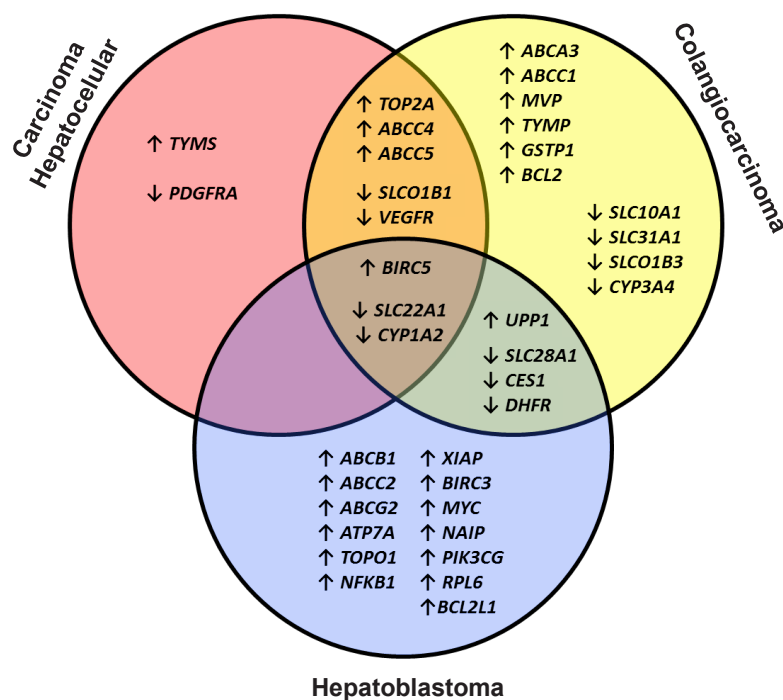 Carcinoma
Hepatocelular
Colangiocarcinoma
↑ TYMS
↓ PDGFRA
↑ TOP2A
↑ ABCC4
↑ ABCC5
↓ SLCO1B1
↓ VEGFR
↑ ABCA3
↑ ABCC1
↑ MVP
↑ TYMP
↑ GSTP1
↑ BCL2
↓ SLC10A1
↓ SLC31A1
↓ SLCO1B3
↓ CYP3A4
↑ BIRC5
↓ SLC22A1
↓ CYP1A2
↑ UPP1
↓ SLC28A1
↓ CES1
↓ DHFR
↑ ABCB1
↑ ABCC2
↑ ABCG2
↑ ATP7A
↑ TOPO1
↑ NFKB1
↑ XIAP
↑ BIRC3
↑ MYC
↑ NAIP
↑ PIK3CG
↑ RPL6
↑BCL2L1
Hepatoblastoma